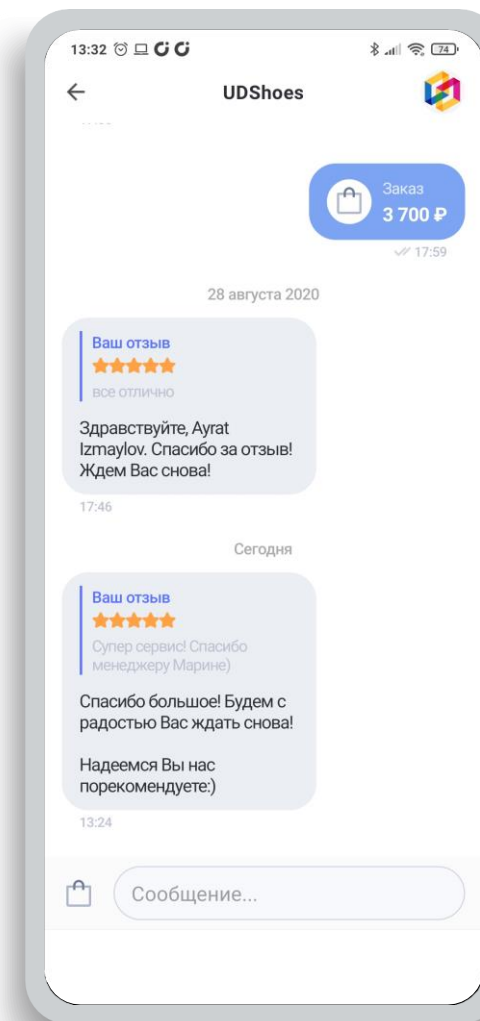 13:32
74
UDShoes
Заказ
3 700 ₽
17:59
28 августа 2020
Ваш отзыв
все отлично
Здравствуйте, Ayrat
Izmaylov. Спасибо за отзыв!
Ждем Вас снова!
17:46
Сегодня
Ваш отзыв
Супер сервис! Спасибо
менеджеру Марине)
Спасибо большое! Будем с
радостью Вас ждать снова!
Надеемся Вы нас
порекомендуете:)
13:24
Сообщение...